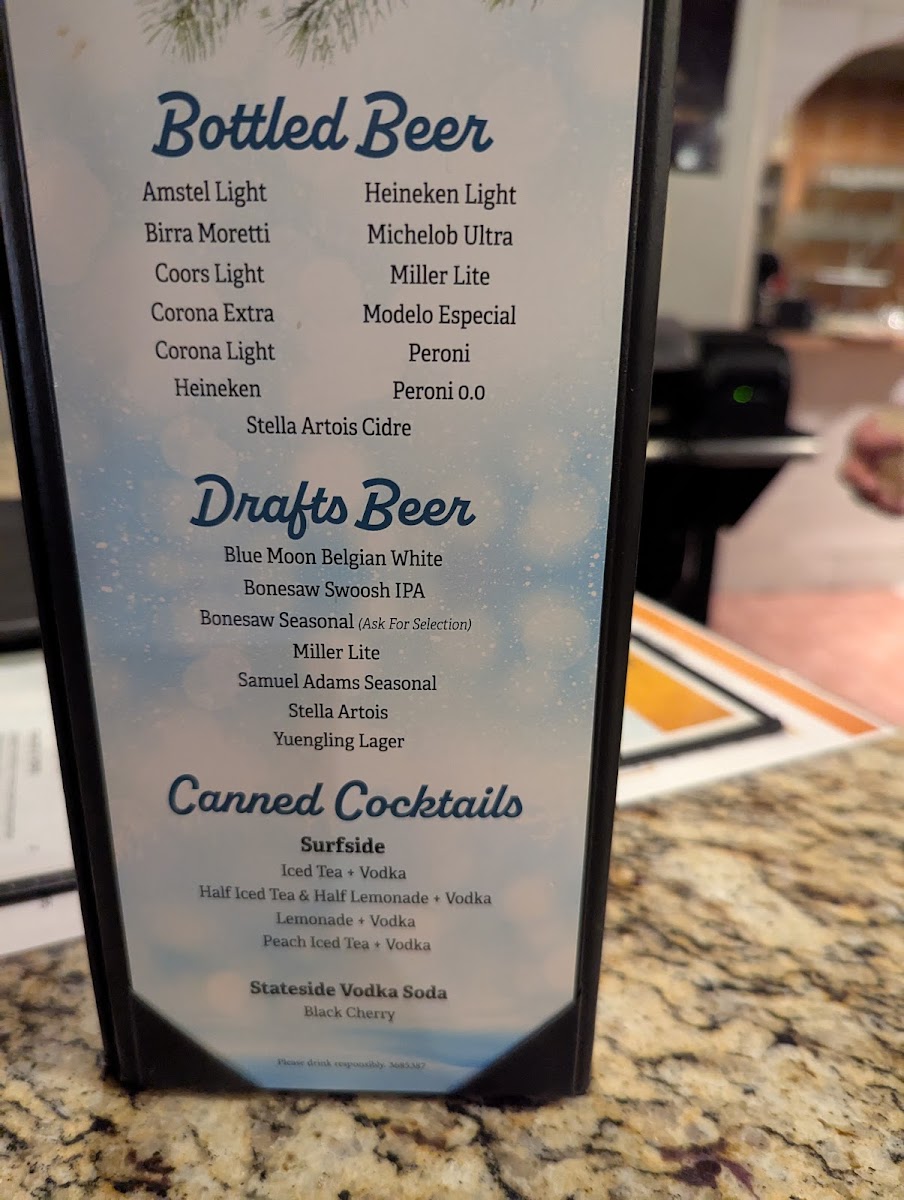 Bottled Beer
Amstel Light
Heineken Light
Birra Moretti
Michelob Ultra
Coors Light
Miller Lite
Corona Extra
Modelo Especial
Corona Light
Peroni
Heineken
Peroni 0.0
Stella Artois Cidre
Drafts Beer
Blue Moon Belgian White
Bonesaw Swoosh IPA
Bonesaw Seasonal (Ask For Selection)
Miller Lite
Samuel Adams Seasonal
Stella Artois
Yuengling Lager
Canned Cocktails
Surfside
Iced Tea + Vodka
Half Iced Tea & Half Lemonade + Vodka
Lemonade + Vodka
Peach Iced Tea + Vodka
Stateside Vodka Soda
Black Cherry
Please drink responsibly. 3685387